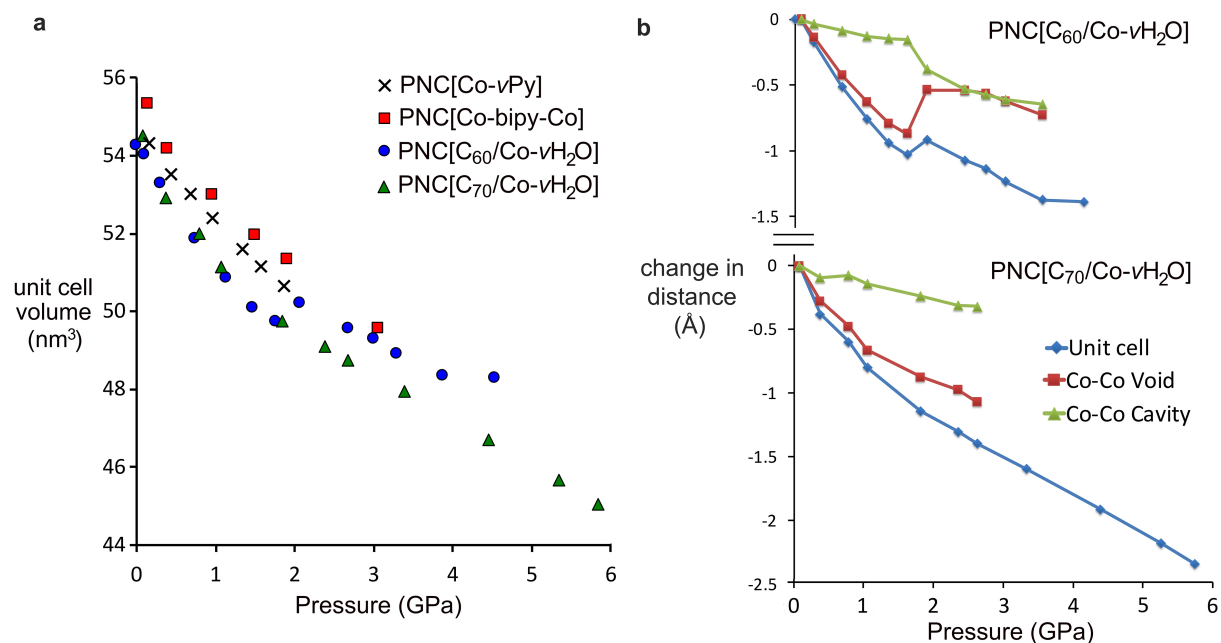 a
56
54
52
50
48
46
44
unit cell
volume
(nm³)
0
1
2
3
4
5
6
Pressure (GPa)
PNC[Co-vPy]
PNC[Co-bipy-Co]
PNC[C₆₀/Co-vH₂O]
PNC[C₇₀/Co-vH₂O]
b
PNC[C₆₀/Co-vH₂O]
0
-0.5
-1
-1.5
change in
distance
(Å)
PNC[C₇₀/Co-vH₂O]
0
-0.5
-1
-1.5
-2
-2.5
Unit cell
Co-Co Void
Co-Co Cavity
0
1
2
3
4
5
6
Pressure (GPa)